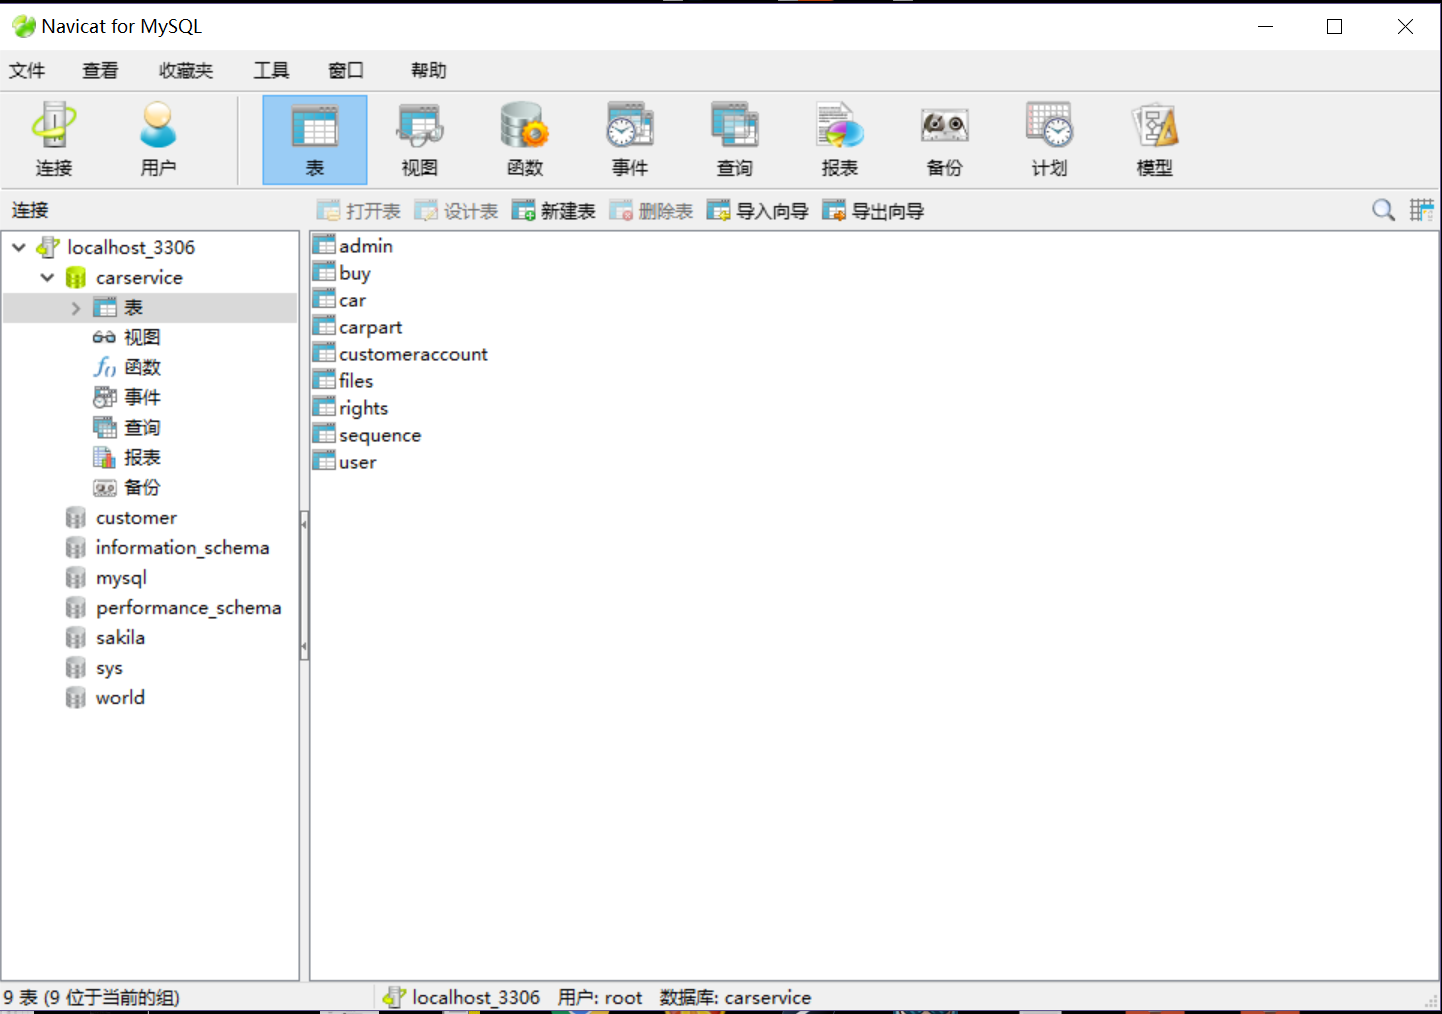 Navicat for MySQL
文件 查看 收藏夹 工具 窗口 帮助
连接 用户 表 视图 函数 事件 查询 报表 备份 计划 模型
连接 打开表 设计表 新建表 删除表 导入向导 导出向导
localhost_3306
carservice
表
视图
函数
事件
查询
报表
备份
customer
information_schema
mysql
performance_schema
sakila
sys
world
admin
buy
car
carpart
customeraccount
files
rights
sequence
user
9 表 (9 位于当前的组) localhost_3306 用户: root 数据库: carservice